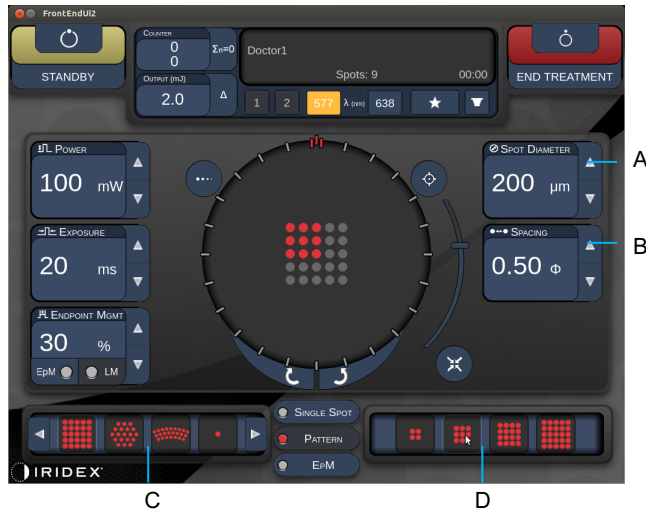 FrontEndUi2
STANDBY
COUNTER
0
0
Σn=0
OUTPUT (mJ)
2.0
Δ
Doctor1
Spots: 9 00:00
1 2 577 λ (nm) 638
END TREATMENT
POWER
100 mW
EXPOSURE
20 ms
ENDPOINT MGMT
30 %
EpM LM
SPOT DIAMETER
200 µm
A
SPACING
0.50 Φ
B
SINGLE SPOT
PATTERN
EPM
IRIDEX
C
D